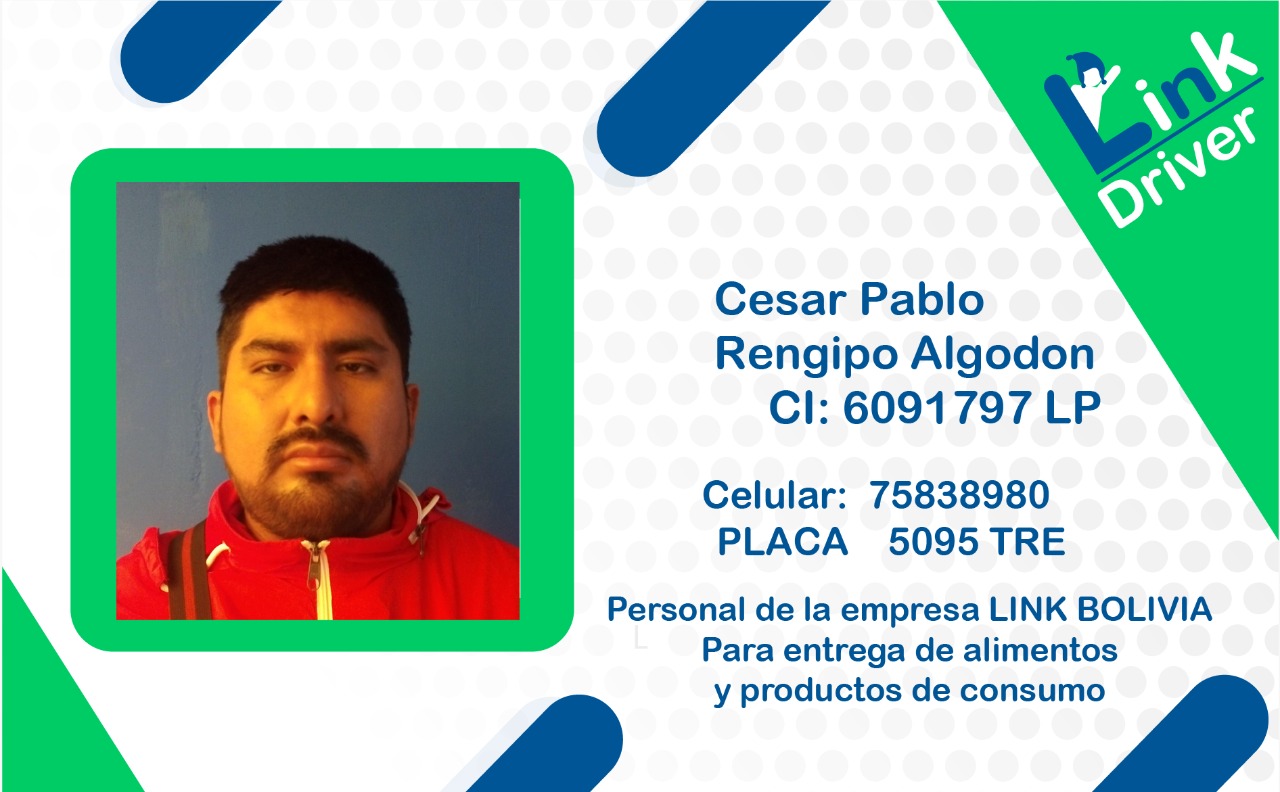 Link
Driver
Cesar Pablo
Rengipo Algodon
CI: 6091797 LP
Celular: 75838980
PLACA 5095 TRE
Personal de la empresa LINK BOLIVIA
L
Para entrega de alimentos
y productos de consumo